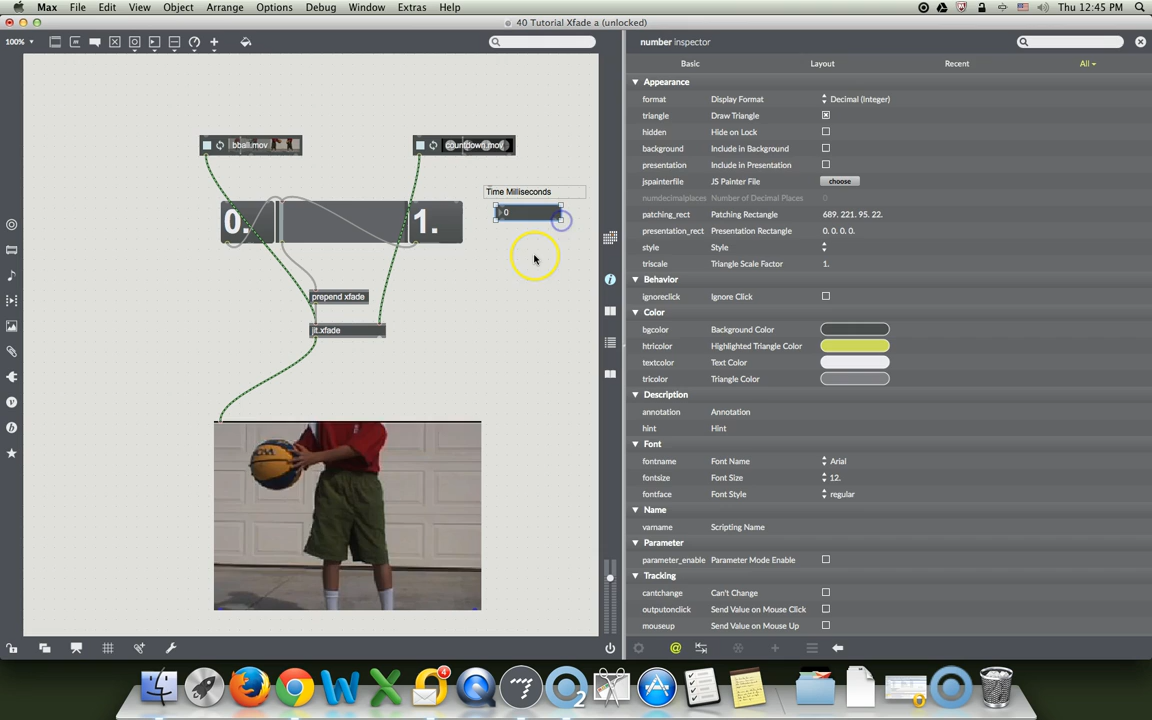 Max File Edit View Object Arrange Options Debug Window Extras Help Thu 12:45 PM
40 Tutorial Xfade a (unlocked)
100%
number inspector
Basic Layout Recent All
bball.mov
countdown.mov
Time Milliseconds
0
0.
1.
prepend xfade
jit.xfade
Appearance
format Display Format Decimal (Integer)
triangle Draw Triangle
hidden Hide on Lock
background Include in Background
presentation Include in Presentation
jspainterfile JS Painter File choose
numdecimalplaces Number of Decimal Places 0
patching_rect Patching Rectangle 689. 221. 95. 22.
presentation_rect Presentation Rectangle 0. 0. 0. 0.
style Style
triscale Triangle Scale Factor 1.
Behavior
ignoreclick Ignore Click
Color
bgcolor Background Color
htricolor Highlighted Triangle Color
textcolor Text Color
tricolor Triangle Color
Description
annotation Annotation
hint Hint
Font
fontname Font Name Arial
fontsize Font Size 12.
fontface Font Style regular
Name
varname Scripting Name
Parameter
parameter_enable Parameter Mode Enable
Tracking
cantchange Can't Change
outputonclick Send Value on Mouse Click
mouseup Send Value on Mouse Up
4
2